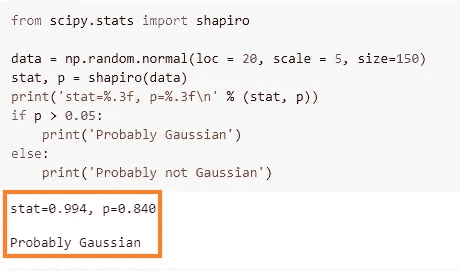 from scipy.stats import shapiro
data = np.random.normal(loc = 20, scale = 5, size=150)
stat, p = shapiro(data)
print('stat=%.3f, p=%.3f\n' % (stat, p))
if p > 0.05:
    print('Probably Gaussian')
else:
    print('Probably not Gaussian')
stat=0.994, p=0.840
Probably Gaussian